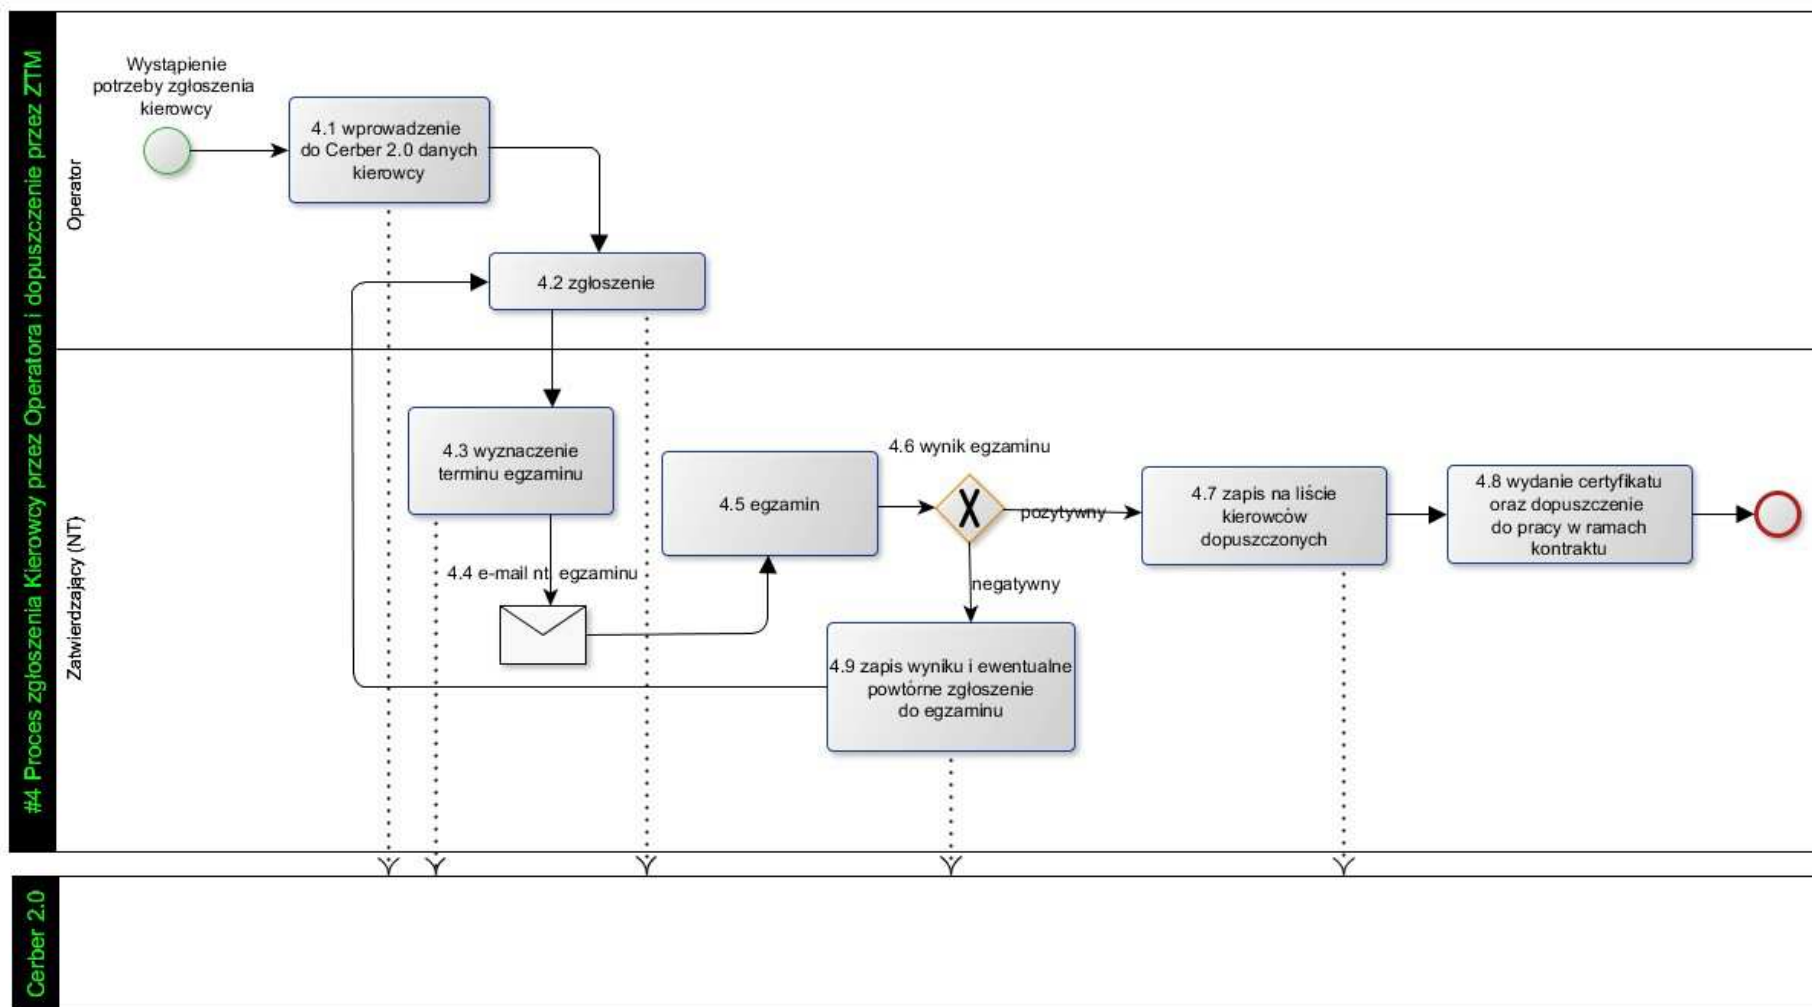 #4 Proces zgłoszenia Kierowcy przez Operatora i dopuszczenie przez ZTM
Operator
Wystąpienie
potrzeby zgłoszenia
kierowcy
4.1 wprowadzenie
do Cerber 2.0 danych
kierowcy
4.2 zgłoszenie
Zatwierdzający (NT)
4.3 wyznaczenie
terminu egzaminu
4.4 e-mail nt. egzaminu
4.5 egzamin
4.6 wynik egzaminu
pozytywny
negatywny
4.7 zapis na liście
kierowców
dopuszczonych
4.8 wydanie certyfikatu
oraz dopuszczenie
do pracy w ramach
kontraktu
4.9 zapis wyniku i ewentualne
powtórne zgłoszenie
do egzaminu
Cerber 2.0